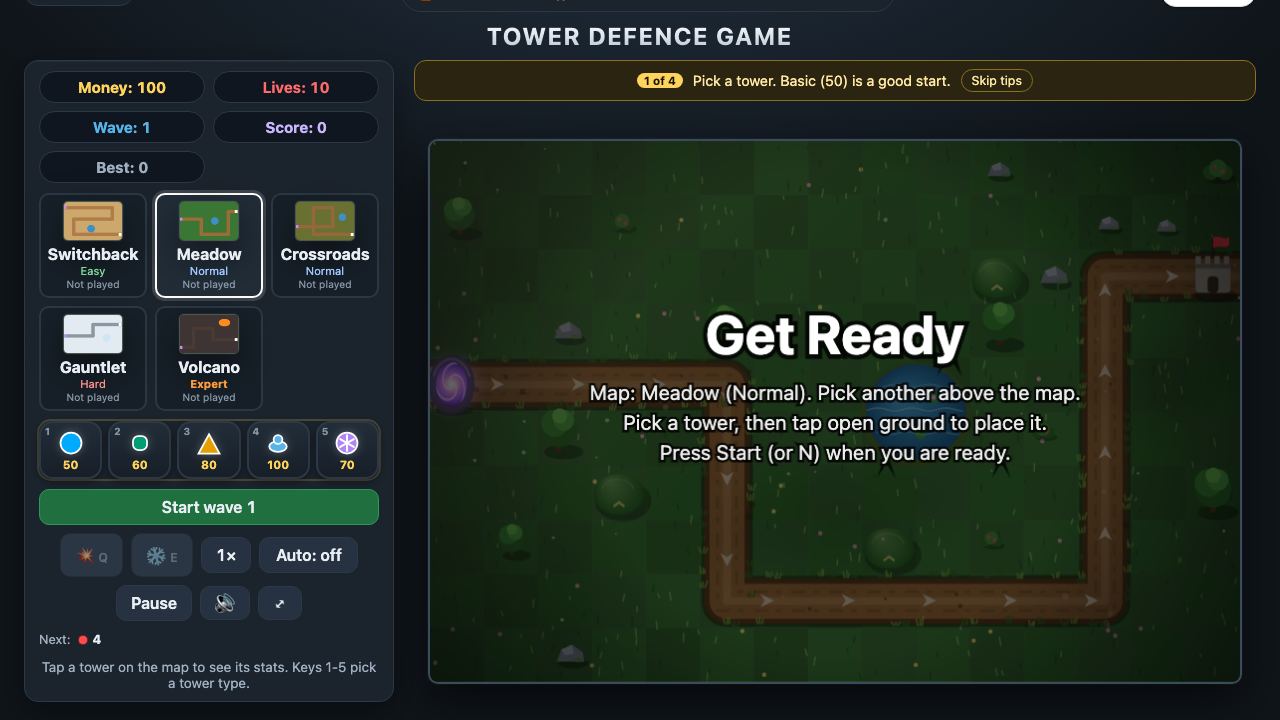 TOWER DEFENCE GAME
Money: 100
Lives: 10
Wave: 1
Score: 0
Best: 0
1 of 4 Pick a tower. Basic (50) is a good start. Skip tips
Switchback
Easy
Not played
Meadow
Normal
Not played
Crossroads
Normal
Not played
Gauntlet
Hard
Not played
Volcano
Expert
Not played
1
50
2
60
3
80
4
100
5
70
Start wave 1
Q
E
1×
Auto: off
Pause
Next: 4
Tap a tower on the map to see its stats. Keys 1-5 pick
a tower type.
Get Ready
Map: Meadow (Normal). Pick another above the map.
Pick a tower, then tap open ground to place it.
Press Start (or N) when you are ready.